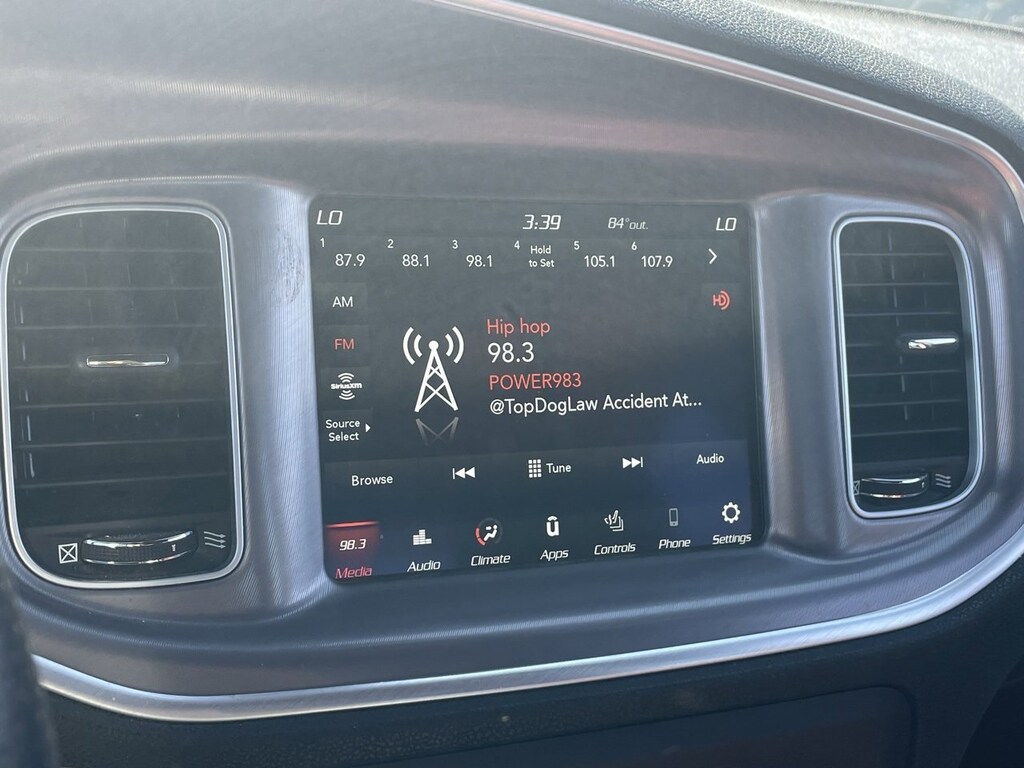 LO 3:39 84°out. LO
1 2 3 4 5 6
87.9 88.1 98.1 Hold to Set 105.1 107.9
AM
HD
FM
Hip hop
98.3
POWER983
@TopDogLaw Accident At...
SiriusXM
Source
Select
Browse Tune Audio
98.3
Media Audio Climate Apps Controls Phone Settings